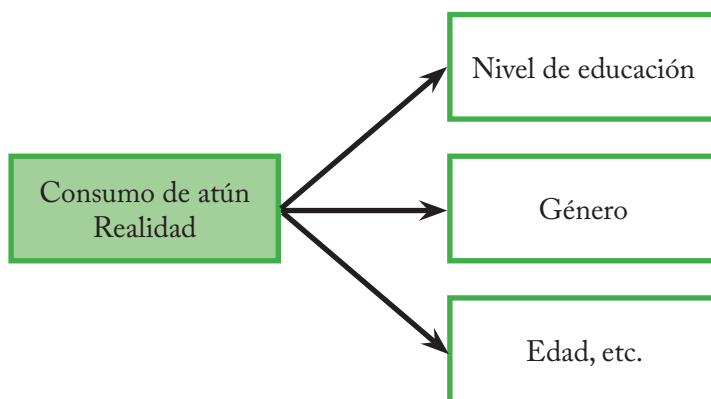 Nivel de educación
Consumo de atún
Realidad
Género
Edad, etc.